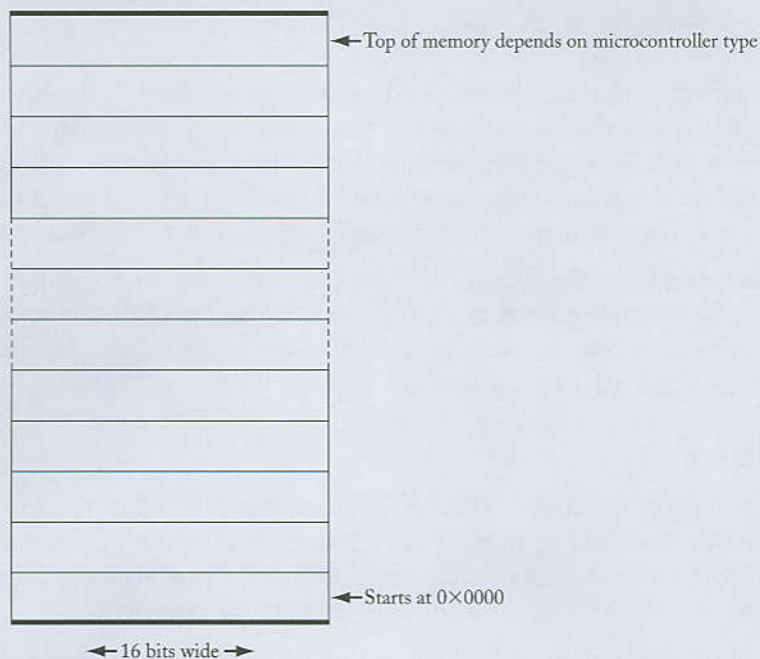 Top of memory depends on microcontroller type
Starts at 0×0000
16 bits wide